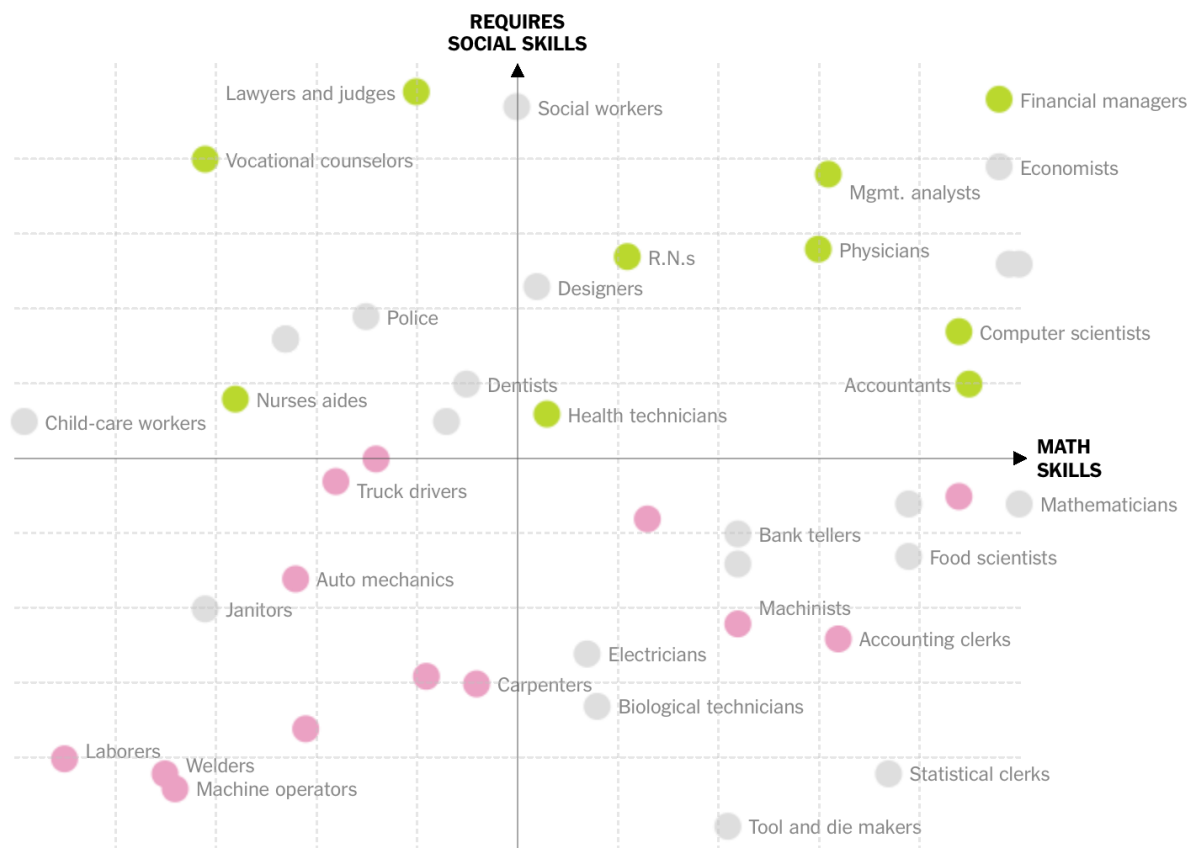 REQUIRES
SOCIAL SKILLS
Lawyers and judges
Social workers
Financial managers
Vocational counselors
Economists
Mgmt. analysts
Physicians
R.N.s
Designers
Police
Computer scientists
Dentists
Accountants
Nurses aides
Health technicians
Child-care workers
MATH
SKILLS
Truck drivers
Mathematicians
Bank tellers
Food scientists
Auto mechanics
Janitors
Machinists
Accounting clerks
Electricians
Carpenters
Biological technicians
Laborers
Welders
Statistical clerks
Machine operators
Tool and die makers